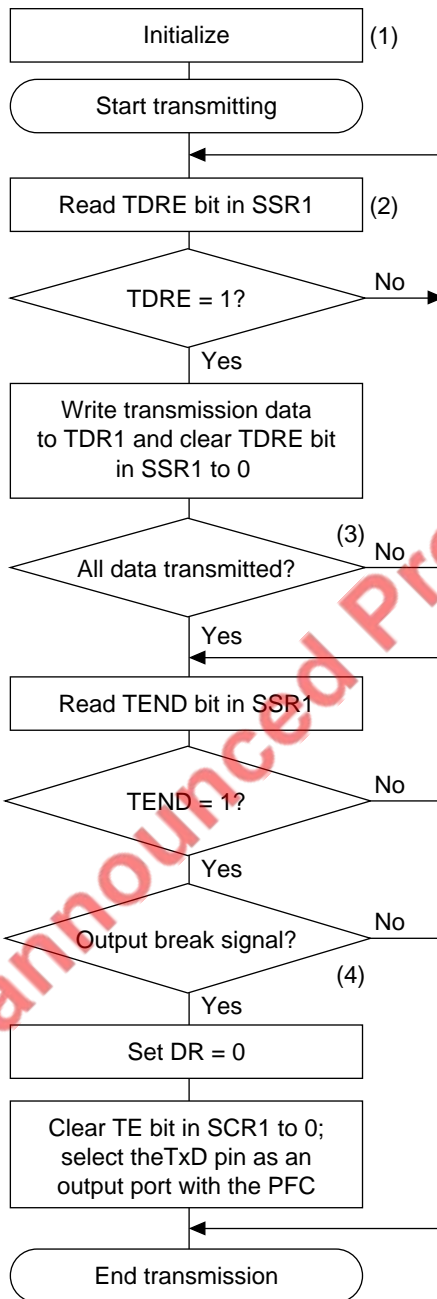 Initialize
(1)
Start transmitting
Read TDRE bit in SSR1
(2)
TDRE = 1?
No
Yes
Write transmission data
to TDR1 and clear TDRE bit
in SSR1 to 0
(3)
All data transmitted?
No
Yes
Read TEND bit in SSR1
TEND = 1?
No
Yes
Output break signal?
No
(4)
Yes
Set DR = 0
Clear TE bit in SCR1 to 0;
select theTxD pin as an
output port with the PFC
End transmission